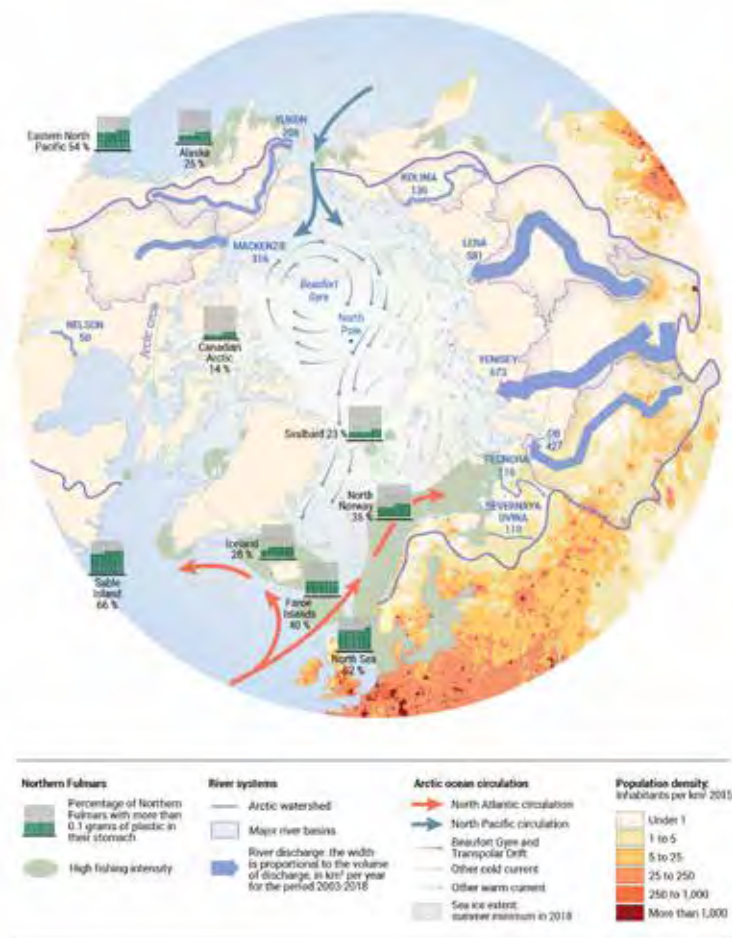 YUKON
208
Eastern North
Pacific 54 %
Alaska
26 %
KOLIMA
136
LENA
581
MACKENZIE
316
Beaufort
Gyre
North
Pole
NELSON
Arctic circle
Canadian
Arctic
14 %
YENISEY
673
OB
427
Svalbard 23 %
PECHORA
116
North
Norway
35 %
SEVERNAYA
DVINA
110
Iceland
28 %
Sable
Island
66 %
Faroe
Islands
40 %
North Sea
62 %
Northern Fulmars
Percentage of Northern
Fulmars with more than
0.1 grams of plastic in
their stomach
High fishing intensity
River systems
Arctic watershed
Major river basins
River discharge: the width
is proportional to the volume
of discharge, in km³ per year
for the period 2003-2018
Arctic ocean circulation
North Atlantic circulation
North Pacific circulation
Beaufort Gyre and
Transpolar Drift
Other cold current
Other warm current
Sea ice extent:
summer minimum in 2018
Population density:
Inhabitants per km² 2015
Under 1
1 to 5
5 to 25
25 to 250
250 to 1,000
More than 1,000